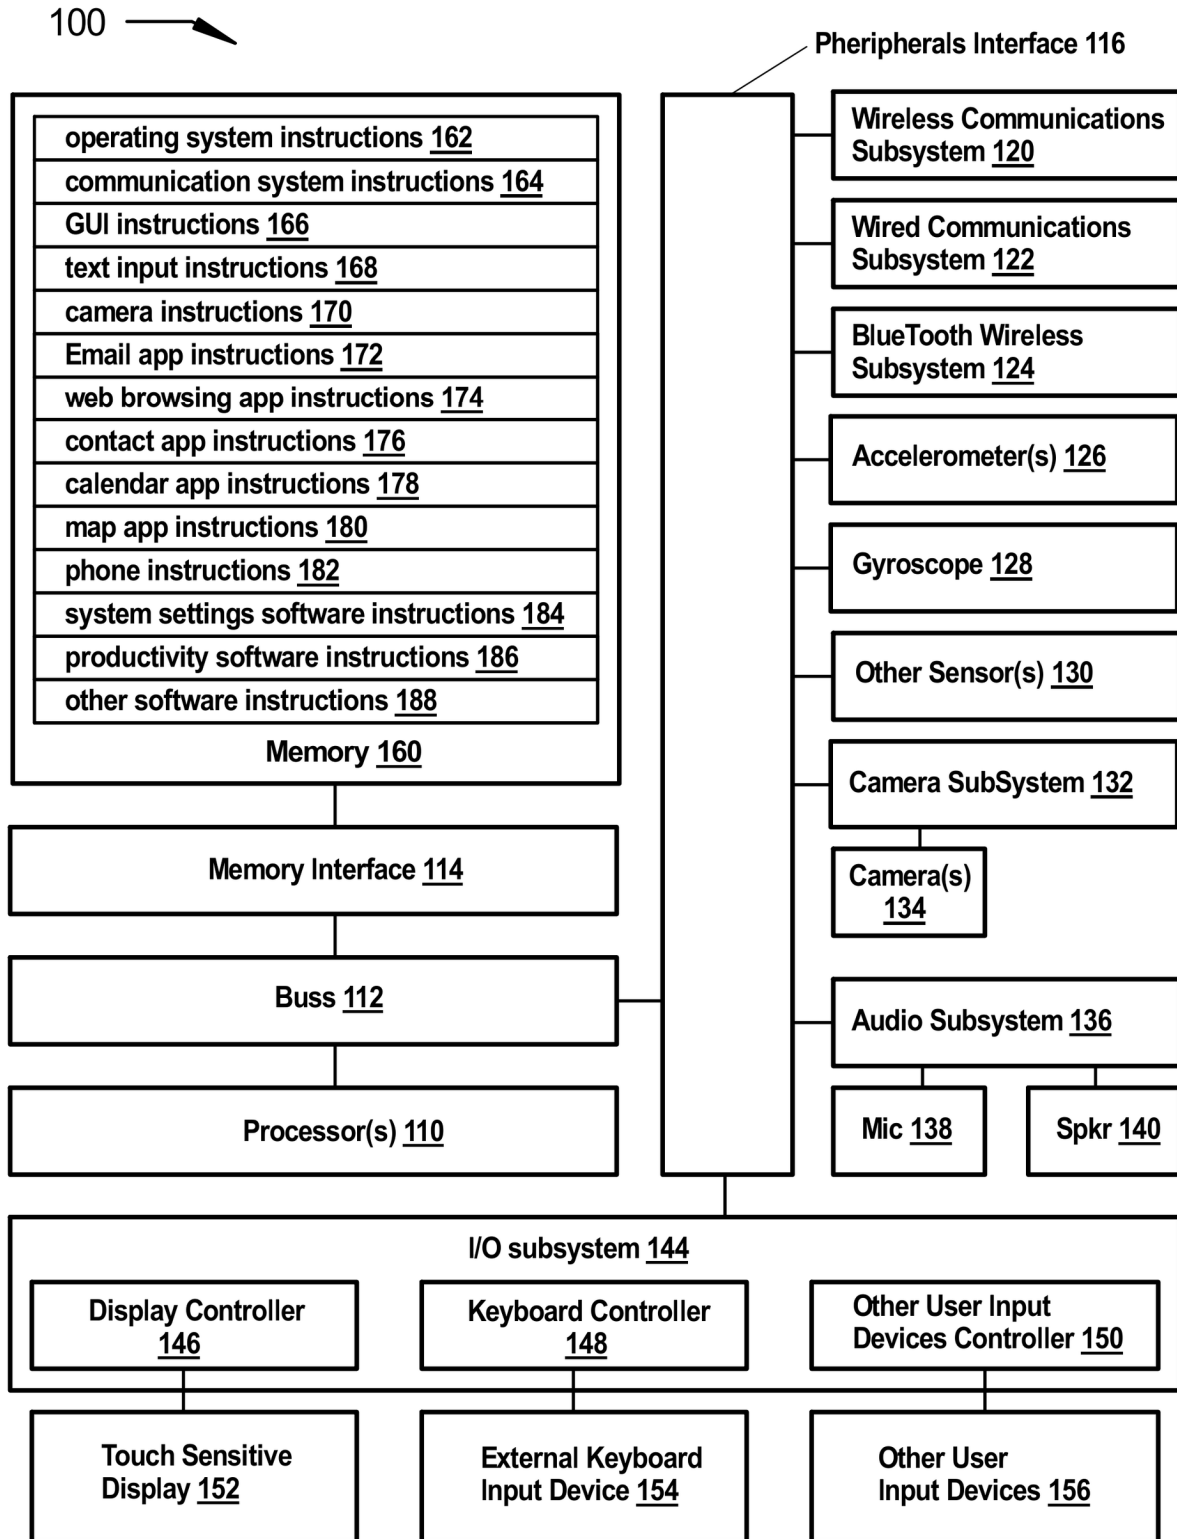 100
Pheripherals Interface 116
operating system instructions 162
communication system instructions 164
GUI instructions 166
text input instructions 168
camera instructions 170
Email app instructions 172
web browsing app instructions 174
contact app instructions 176
calendar app instructions 178
map app instructions 180
phone instructions 182
system settings software instructions 184
productivity software instructions 186
other software instructions 188
Memory 160
Memory Interface 114
Buss 112
Processor(s) 110
Wireless Communications
Subsystem 120
Wired Communications
Subsystem 122
BlueTooth Wireless
Subsystem 124
Accelerometer(s) 126
Gyroscope 128
Other Sensor(s) 130
Camera SubSystem 132
Camera(s)
134
Audio Subsystem 136
Mic 138
Spkr 140
I/O subsystem 144
Display Controller
146
Keyboard Controller
148
Other User Input
Devices Controller 150
Touch Sensitive
Display 152
External Keyboard
Input Device 154
Other User
Input Devices 156